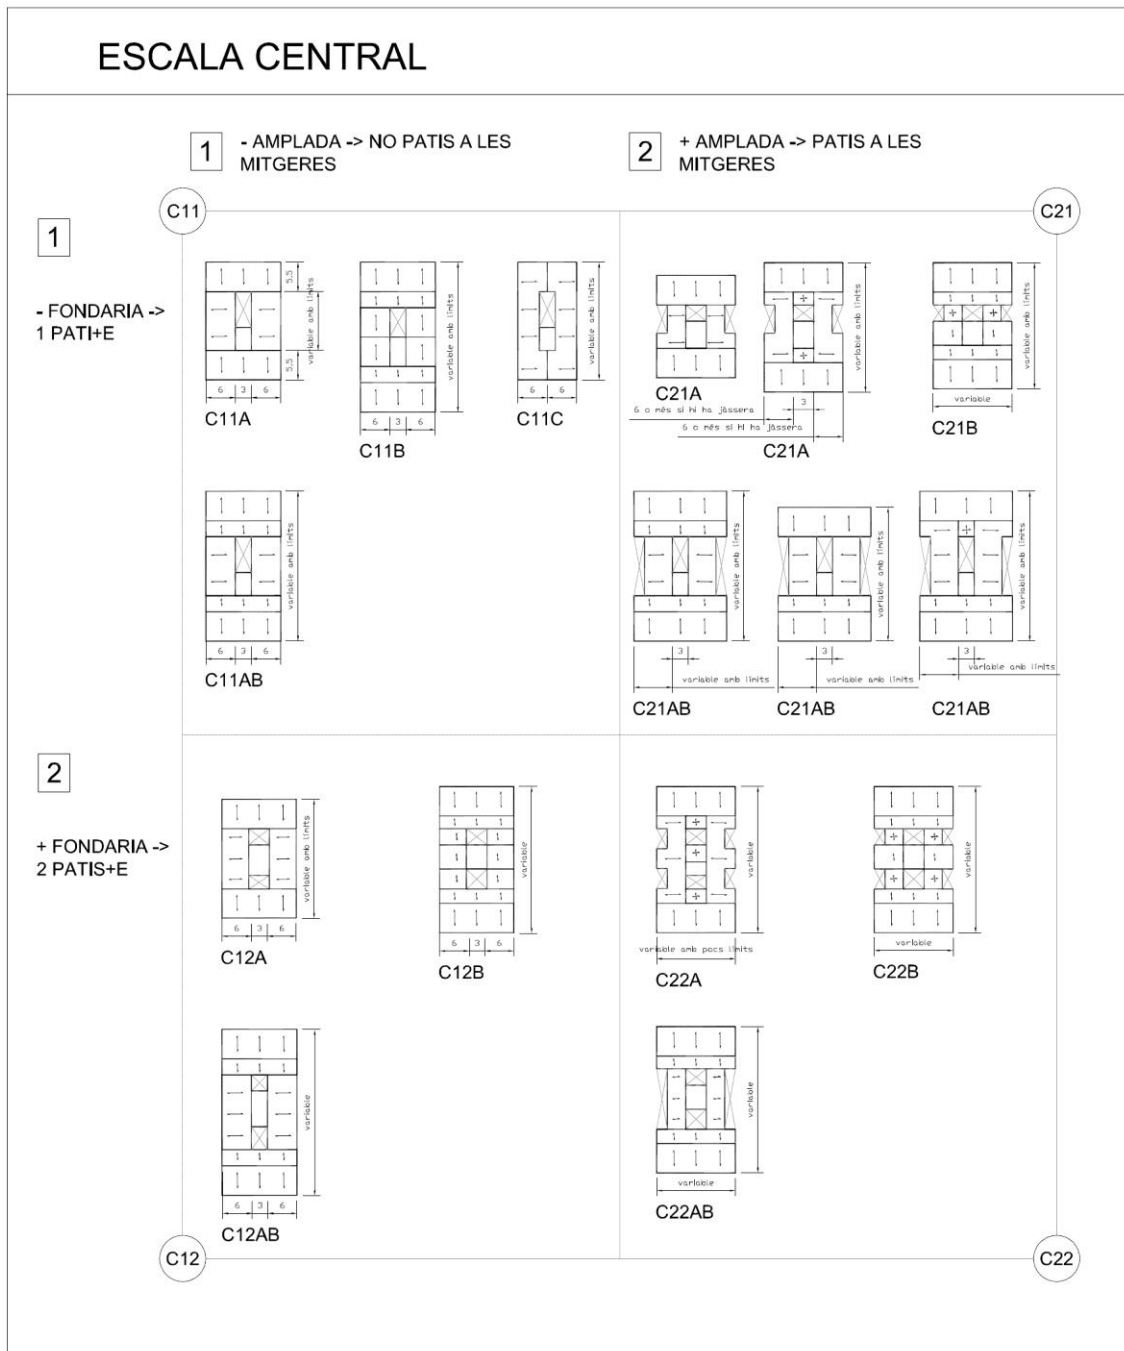 ESCALA CENTRAL
1
- AMPLADA -> NO PATIS A LES
MITGERES
2
+ AMPLADA -> PATIS A LES
MITGERES
C11
C21
1
- FONDARIA ->
1 PATI+E
5,5
variable amb límits
5,5
6 3 6
C11A
variable amb límits
6 3 6
C11B
variable amb límits
6 6
C11C
C21A
6 o més si hi ha jàssera
variable amb límits
3
6 o més si hi ha jàssera
C21A
variable amb límits
variable
C21B
variable amb límits
6 3 6
C11AB
variable amb límits
3
variable amb límits
C21AB
variable amb límits
3
variable amb límits
C21AB
variable amb límits
3
variable amb límits
C21AB
2
+ FONDARIA ->
2 PATIS+E
variable amb límits
6 3 6
C12A
variable
6 3 6
C12B
variable
variable amb pocs límits
C22A
variable
variable
C22B
variable
6 3 6
C12AB
variable
variable
C22AB
C12
C22